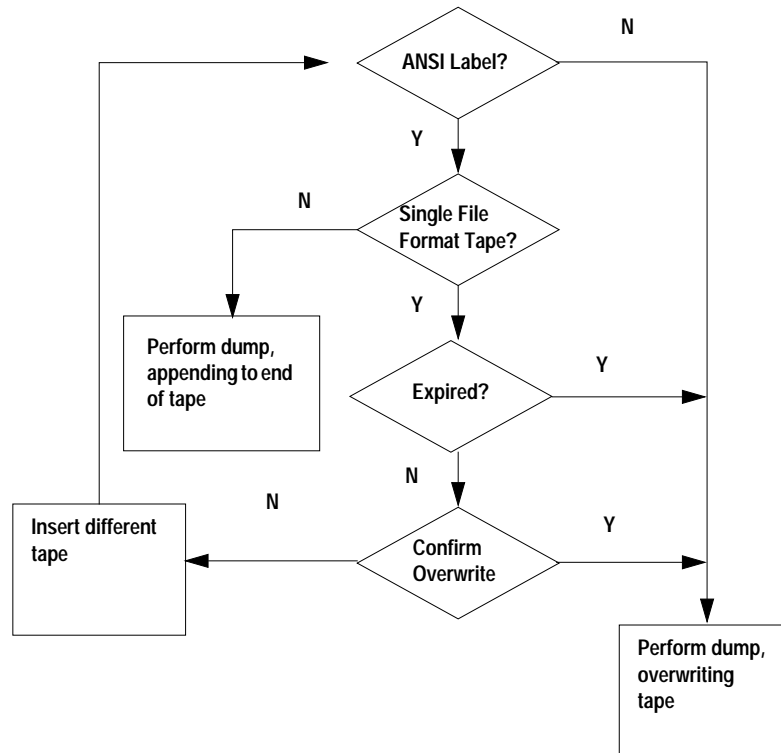 N
ANSI Label?
Y
N
Single File
Format Tape?
Y
Perform dump,
appending to end
of tape
Y
Expired?
N
N
Insert different
tape
Y
Confirm
Overwrite
Perform dump,
overwriting
tape